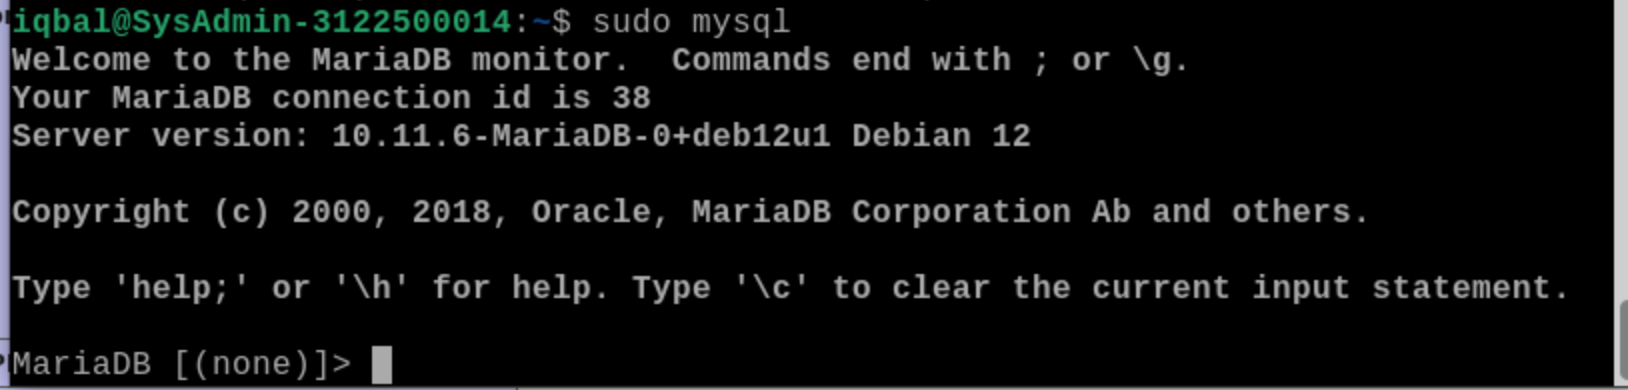 iqbal@SysAdmin-3122500014:~$ sudo mysql
Welcome to the MariaDB monitor.  Commands end with ; or \g.
Your MariaDB connection id is 38
Server version: 10.11.6-MariaDB-0+deb12u1 Debian 12
Copyright (c) 2000, 2018, Oracle, MariaDB Corporation Ab and others.
Type 'help;' or '\h' for help. Type '\c' to clear the current input statement.
MariaDB [(none)]>